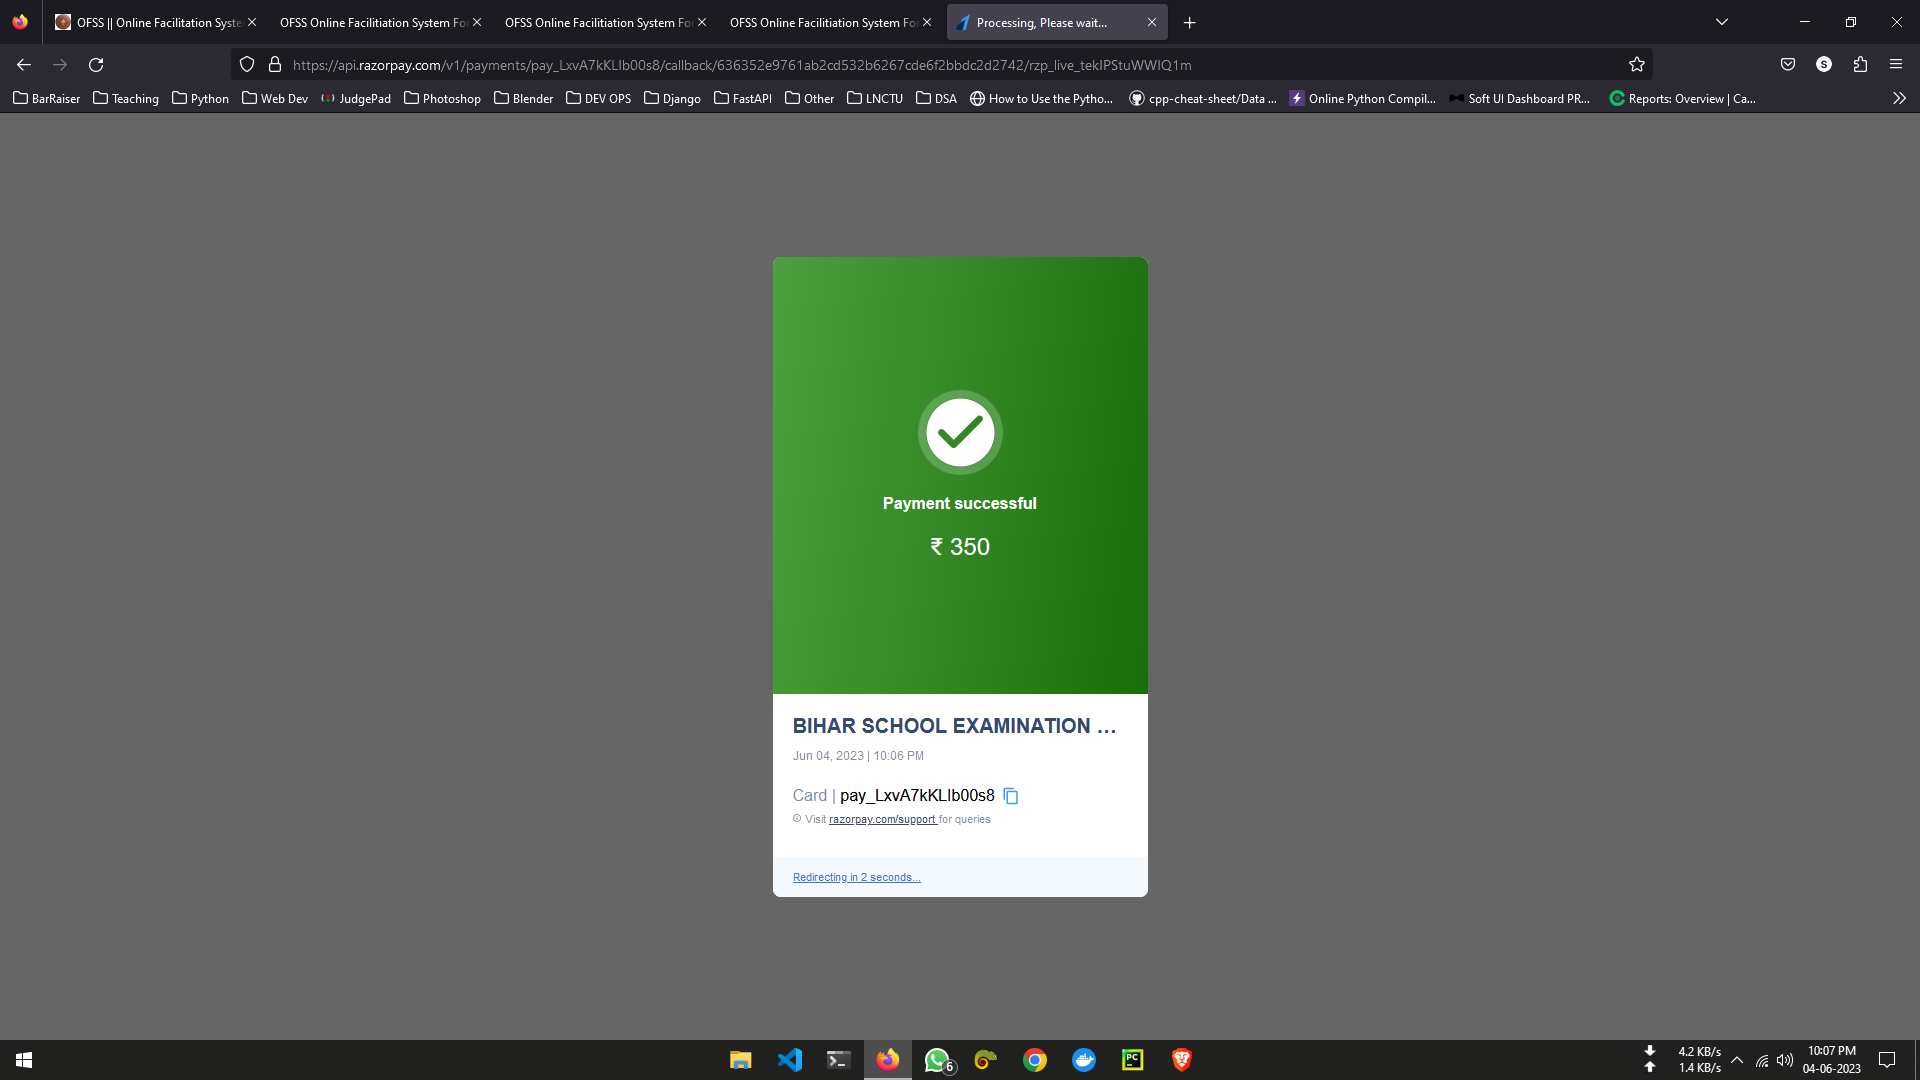 OFSS || Online Facilitation Syste
OFSS Online Facilitiation System Fo
OFSS Online Facilitiation System Fo
OFSS Online Facilitiation System Fo
Processing, Please wait...
https://api.razorpay.com/v1/payments/pay_LxvA7kKLIb00s8/callback/636352e9761ab2cd532b6267cde6f2bbdc2d2742/rzp_live_tekIPStuWWIQ1m
S
BarRaiser
Teaching
Python
Web Dev
JudgePad
Photoshop
Blender
DEV OPS
Django
FastAPI
Other
LNCTU
DSA
How to Use the Pytho...
cpp-cheat-sheet/Data ...
Online Python Compil...
Soft UI Dashboard PR...
Reports: Overview | Ca...
Payment successful
₹ 350
BIHAR SCHOOL EXAMINATION ...
Jun 04, 2023 | 10:06 PM
Card | pay_LxvA7kKLIb00s8
Visit razorpay.com/support for queries
Redirecting in 2 seconds...
6
PC
4.2 KB/s
1.4 KB/s
10:07 PM
04-06-2023